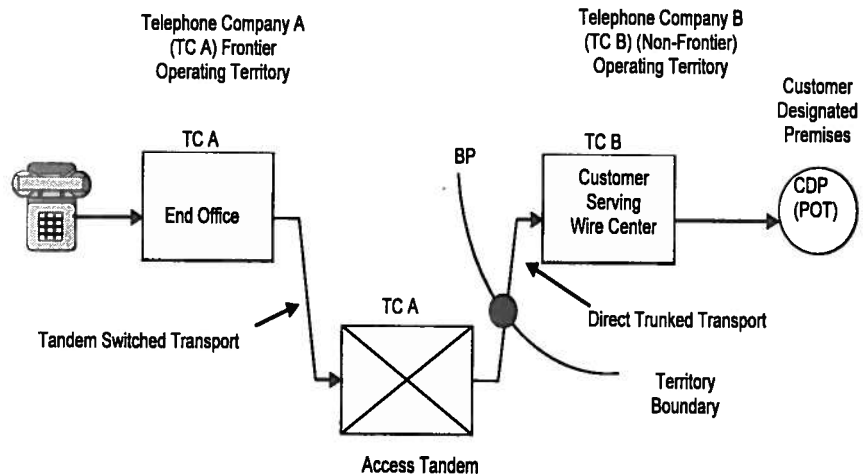 Telephone Company A
(TC A) Frontier
Operating Territory
Telephone Company B
(TC B) (Non-Frontier)
Operating Territory
Customer
Designated
Premises
TC A
End Office
BP
TC B
Customer
Serving
Wire Center
CDP
(POT)
Tandem Switched Transport
TC A
Direct Trunked Transport
Territory
Boundary
Access Tandem